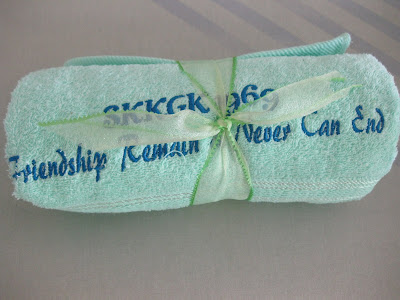 SKKGK 1969
Friendship Remain Never Can End